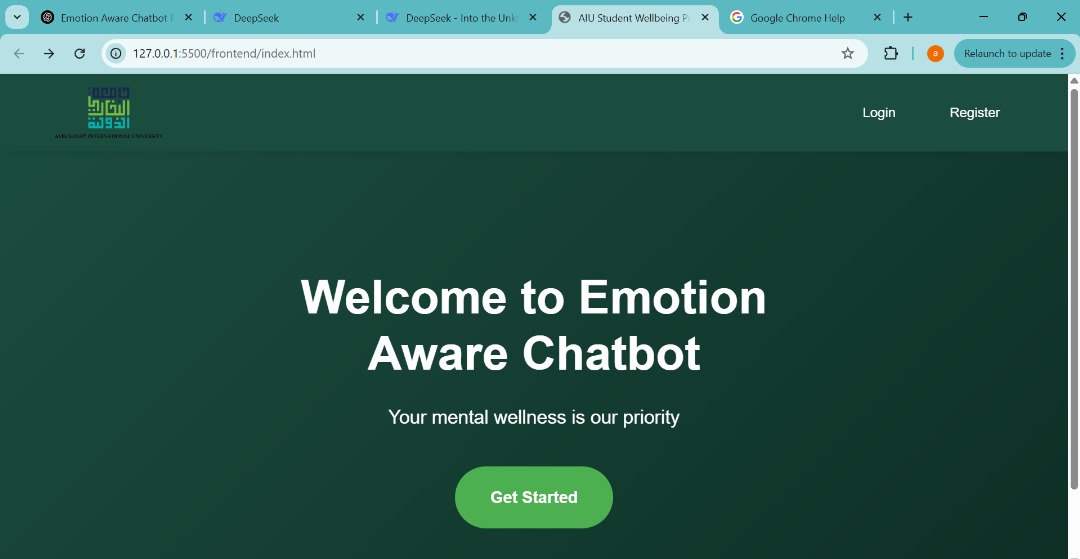 Emotion Aware Chatbot
DeepSeek
DeepSeek - Into the Unk
AIU Student Wellbeing
Google Chrome Help
127.0.0.1:5500/frontend/index.html
a
Relaunch to update
جامعة
البخاري
الدولية
ALBUKHARY INTERNATIONAL UNIVERSITY
Login
Register
Welcome to Emotion
Aware Chatbot
Your mental wellness is our priority
Get Started